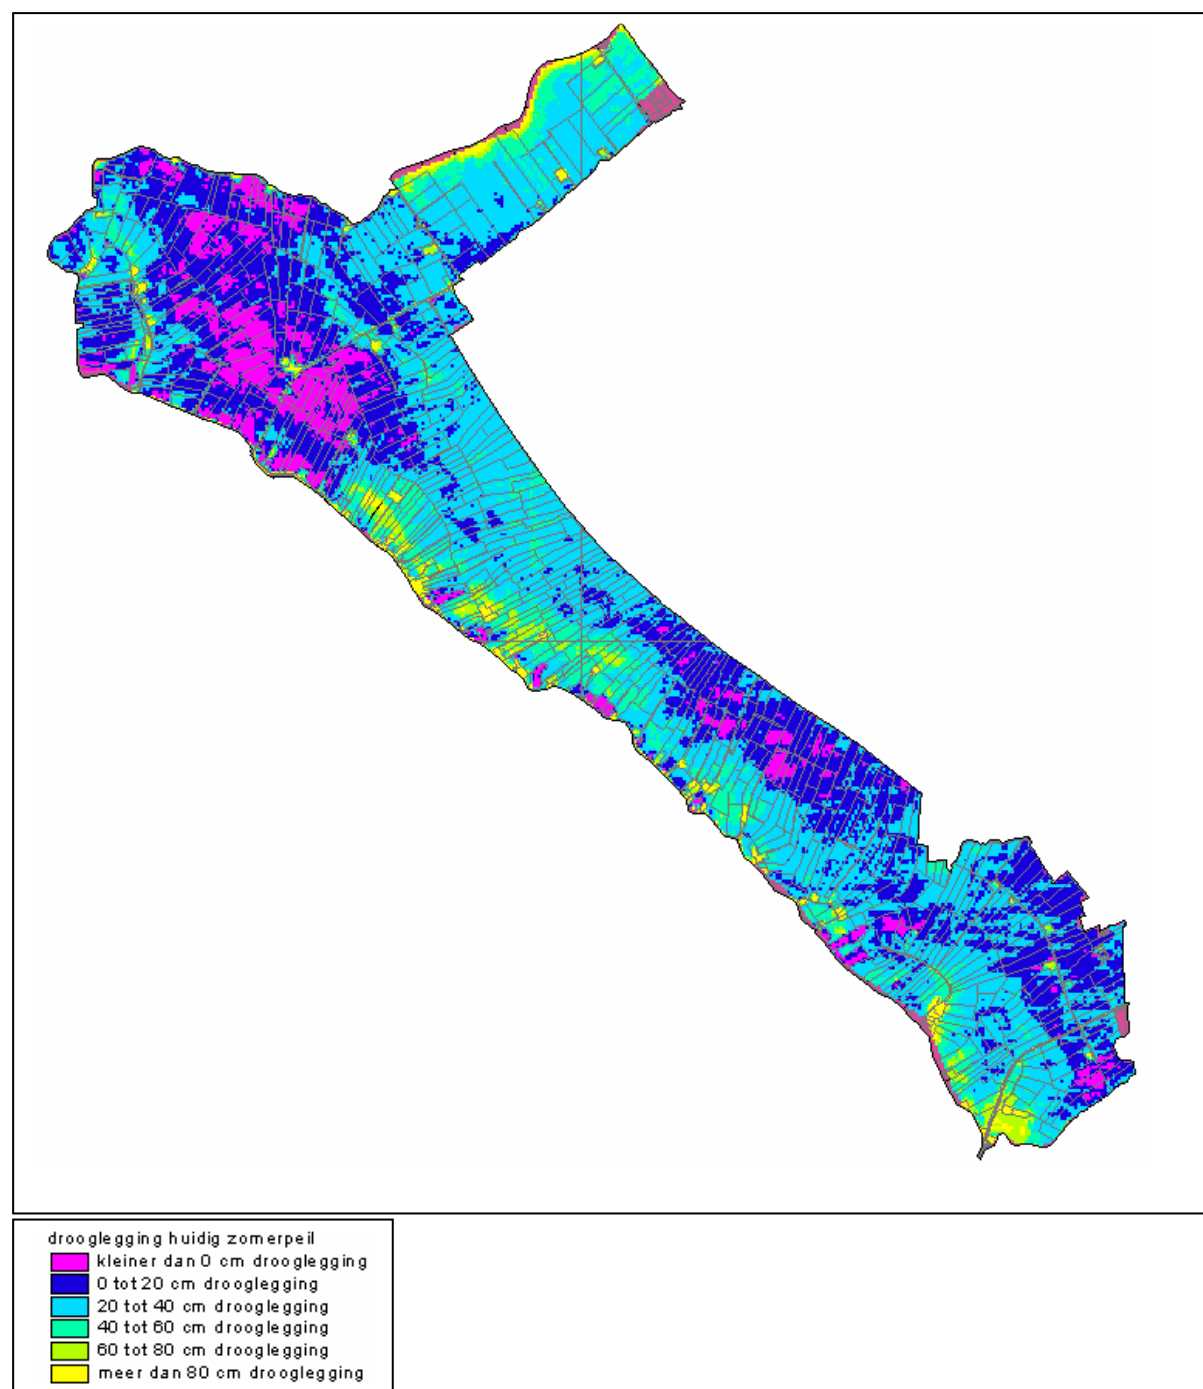 drooglegging huidig zomerpeil
kleiner dan 0 cm drooglegging
0 tot 20 cm drooglegging
20 tot 40 cm drooglegging
40 tot 60 cm drooglegging
60 tot 80 cm drooglegging
meer dan 80 cm drooglegging